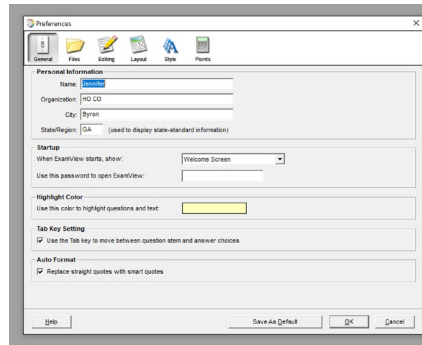 Preferences
General Files Editing Layout Style Points
Personal Information
Name: Jennifer
Organization: HO CO
City: Byron
State/Region: GA (used to display state-standard information)
Startup
When ExamView starts, show: Welcome Screen
Use this password to open ExamView:
Highlight Color
Use this color to highlight questions and text:
Tab Key Setting
Use the Tab key to move between question stem and answer choices
Auto Format
Replace straight quotes with smart quotes
Help Save As Default OK Cancel